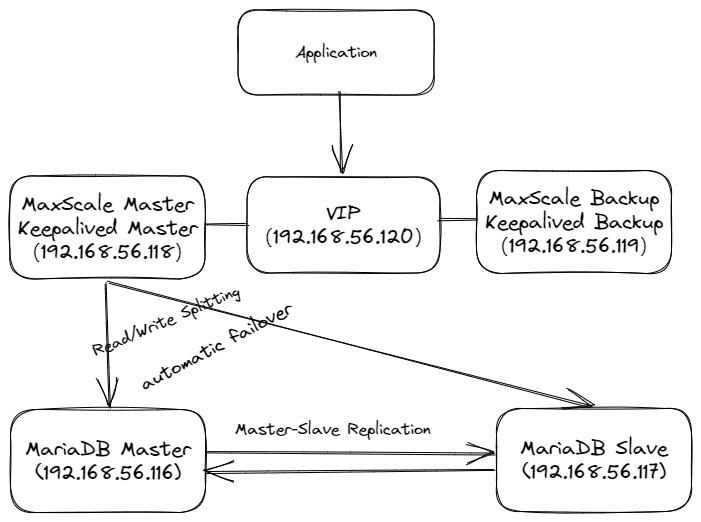 Application
MaxScale Master
Keepalived Master
(192.168.56.118)
VIP
(192.168.56.120)
MaxScale Backup
Keepalived Backup
(192.168.56.119)
Read/Write Splitting
automatic failover
Master-Slave Replication
MariaDB Master
(192.168.56.116)
MariaDB Slave
(192.168.56.117)